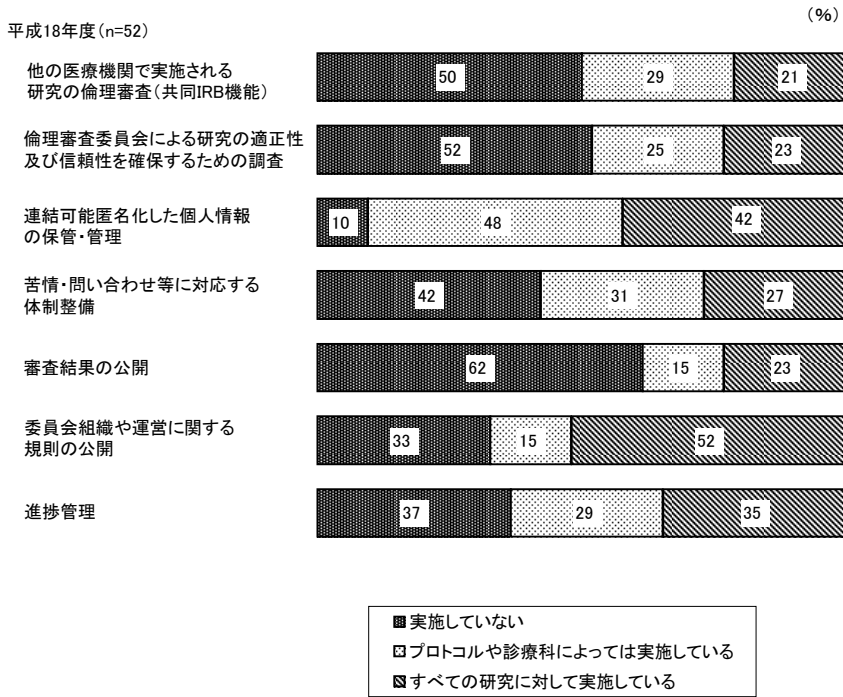 (%)
平成18年度(n=52)
他の医療機関で実施される
研究の倫理審査(共同IRB機能)
50 29 21
倫理審査委員会による研究の適正性
及び信頼性を確保するための調査
52 25 23
連結可能匿名化した個人情報
の保管・管理
10 48 42
苦情・問い合わせ等に対応する
体制整備
42 31 27
審査結果の公開
62 15 23
委員会組織や運営に関する
規則の公開
33 15 52
進捗管理
37 29 35
実施していない
プロトコルや診療科によっては実施している
すべての研究に対して実施している